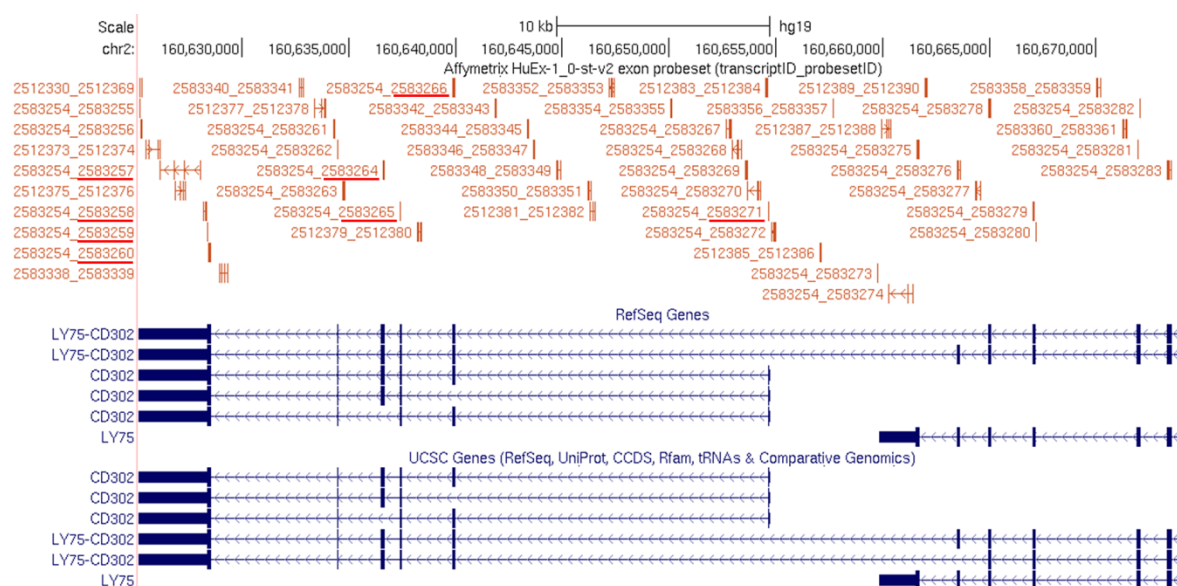 Scale 10 kb hg19
chr2: 160,630,000 160,635,000 160,640,000 160,645,000 160,650,000 160,655,000 160,660,000 160,665,000 160,670,000
Affymetrix HuEx-1_0-st-v2 exon probeset (transcriptID_probesetID)
2512330_2512369 2583340_2583341 2583254_2583266 2583352_2583353 2512383_2512384 2512389_2512390 2583358_2583359
2583254_2583255 2512377_2512378 2583342_2583343 2583354_2583355 2583356_2583357 2583254_2583278 2583254_2583282
2583254_2583256 2583254_2583261 2583344_2583345 2583254_2583267 2512387_2512388 2583360_2583361
2512373_2512374 2583254_2583262 2583346_2583347 2583254_2583268 2583254_2583275 2583254_2583281
2583254_2583257 2583254_2583264 2583348_2583349 2583254_2583269 2583254_2583276 2583254_2583283
2512375_2512376 2583254_2583263 2583350_2583351 2583254_2583270 2583254_2583277
2583254_2583258 2583254_2583265 2512381_2512382 2583254_2583271 2583254_2583279
2583254_2583259 2512379_2512380 2583254_2583272 2583254_2583280
2583254_2583260 2512385_2512386
2583338_2583339 2583254_2583273
2583254_2583274
RefSeq Genes
LY75-CD302
LY75-CD302
CD302
CD302
CD302
LY75
UCSC Genes (RefSeq, UniProt, CCDS, Rfam, tRNAs & Comparative Genomics)
CD302
CD302
CD302
LY75-CD302
LY75-CD302
LY75